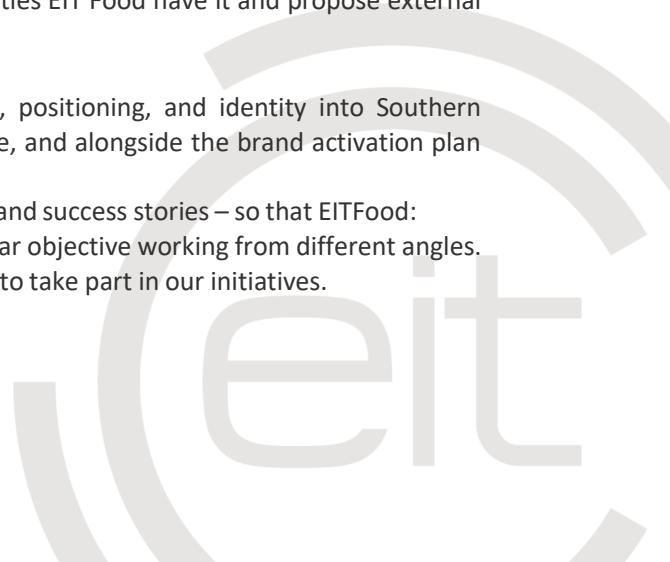 ties EIT Food have it and propose external
, positioning, and identity into Southern
e, and alongside the brand activation plan
and success stories – so that EITFood:
ar objective working from different angles.
to take part in our initiatives.
eit